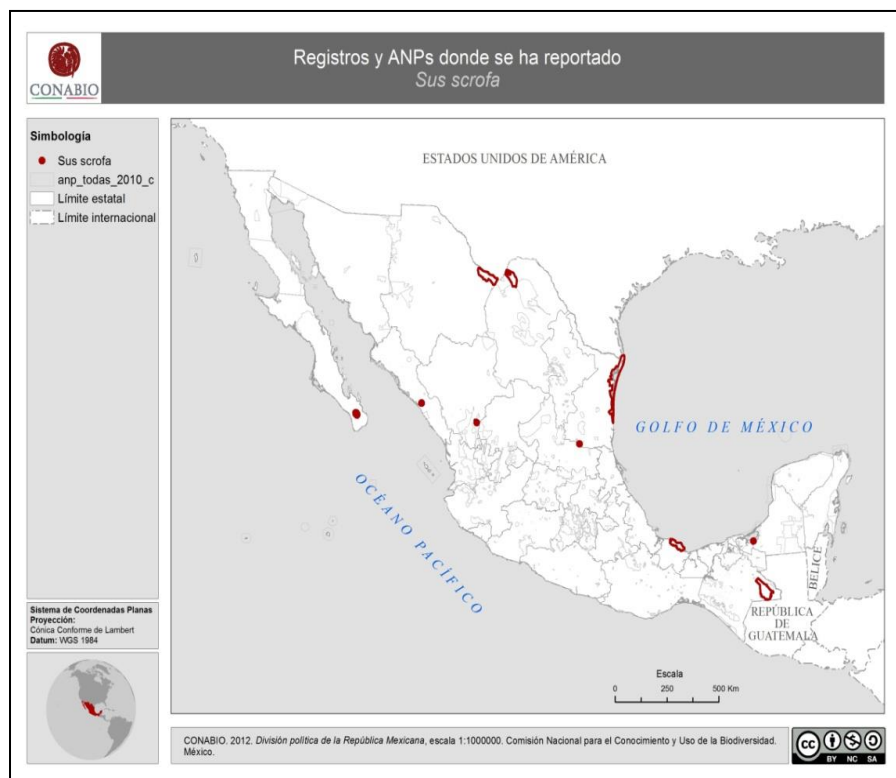 CONABIO
Registros y ANPs donde se ha reportado
Sus scrofa
Simbología
Sus scrofa
anp_todas_2010_c
Límite estatal
Límite internacional
ESTADOS UNIDOS DE AMÉRICA
GOLFO DE MÉXICO
OCÉANO PACÍFICO
BELICE
REPÚBLICA
DE
GUATEMALA
Sistema de Coordenadas Planas
Proyección:
Cónica Conforme de Lambert
Datum: WGS 1984
Escala
0 250 500 Km
CONABIO. 2012. División política de la República Mexicana, escala 1:1000000. Comisión Nacional para el Conocimiento y Uso de la Biodiversidad.
México.
cc
BY NC SA